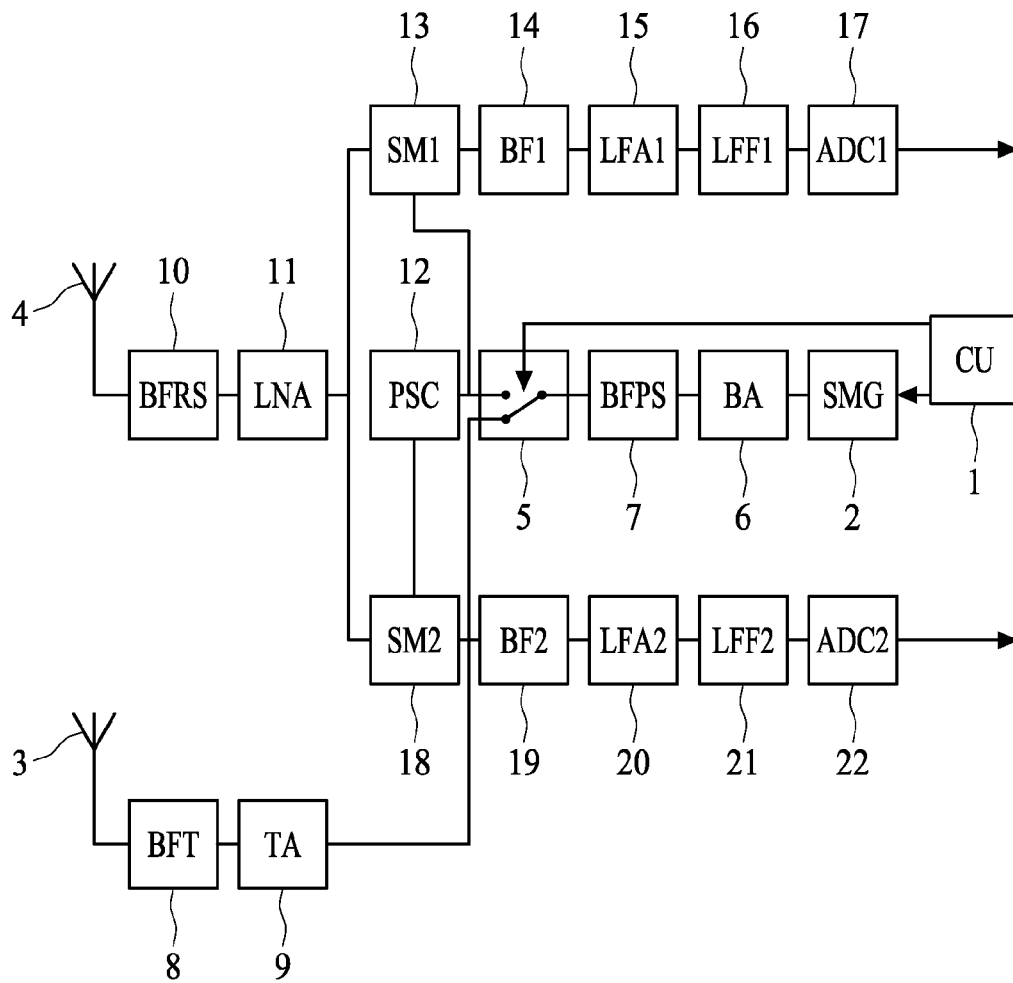 13 14 15 16 17
SM1 BF1 LFA1 LFF1 ADC1
4 10 11 12
BFRS LNA PSC BFPS BA SMG CU
5 7 6 2 1
SM2 BF2 LFA2 LFF2 ADC2
3 18 19 20 21 22
BFT TA
8 9